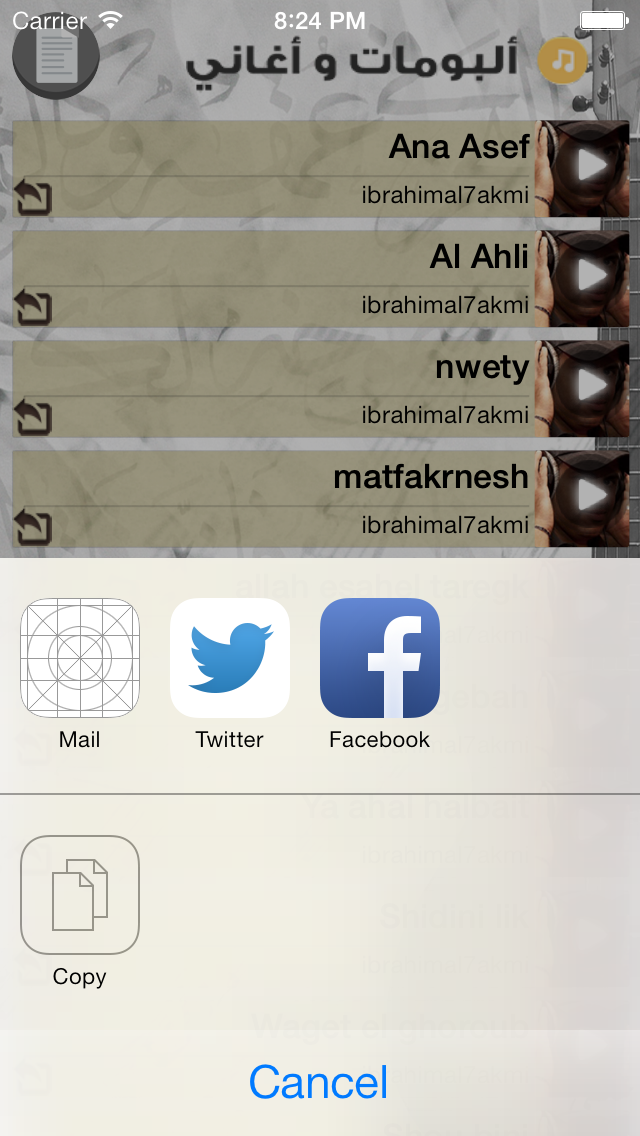 Carrier 8:24 PM
ألبومات و أغاني
Ana Asef
ibrahimal7akmi
Al Ahli
ibrahimal7akmi
nwety
ibrahimal7akmi
matfakrnesh
ibrahimal7akmi
Mail Twitter Facebook
Copy
Cancel